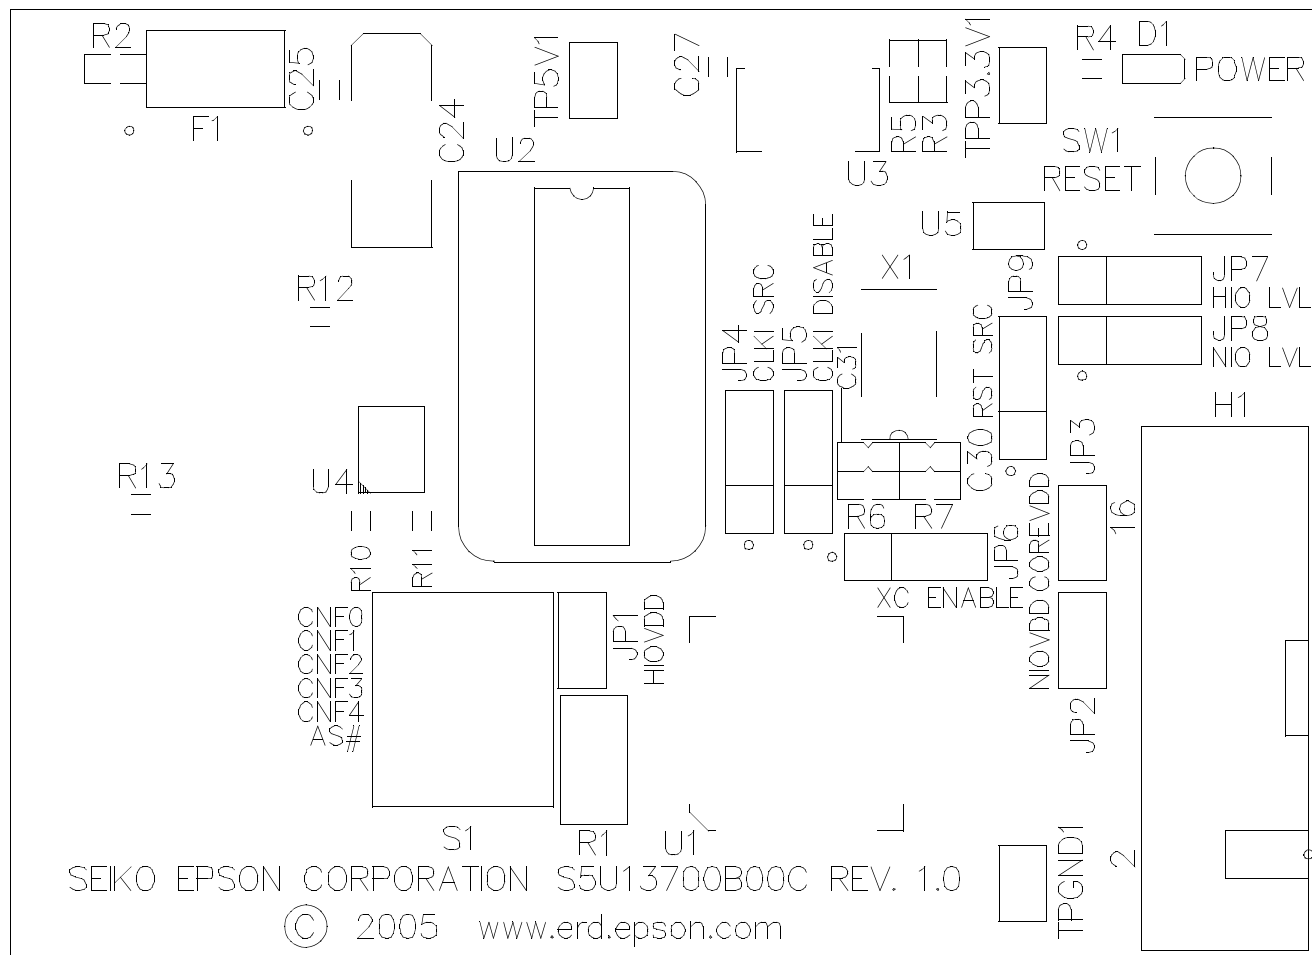 R2
F1
C25
C24
U2
TP5V1
C27
U3
R5
R3
TPP3.3V1
R4
D1
POWER
SW1
RESET
U5
X1
JP9
RST SRC
JP7
HIO LVL
JP8
NIO LVL
R12
JP4
CLKI SRC
JP5
CLKI DISABLE
C31
H1
R13
U4
C30
JP3
COREVDD
16
R6
R7
R10
R11
JP6
XC ENABLE
CNF0
CNF1
CNF2
CNF3
CNF4
AS#
JP1
HIOVDD
NIOVDD
JP2
S1
R1
U1
TPGND1
2
SEIKO EPSON CORPORATION S5U13700B00C REV. 1.0
© 2005 www.erd.epson.com